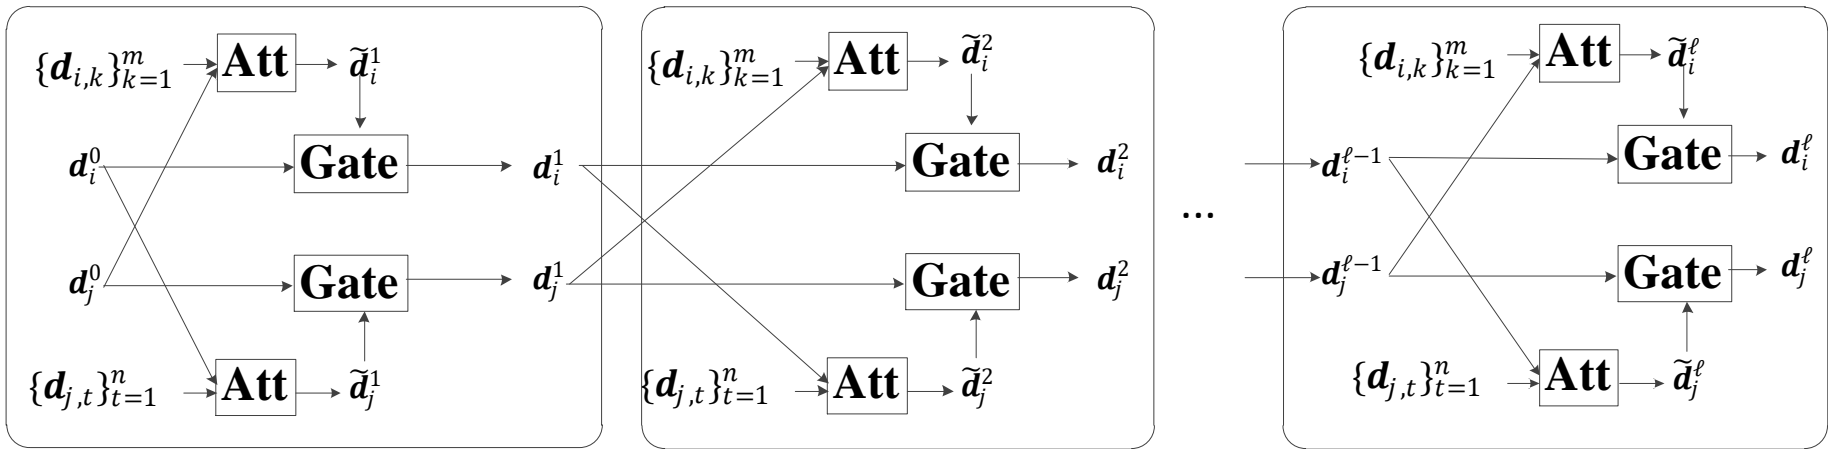 {d_{i,k}}_{k=1}^{m} Att d̃_i^1
d_i^0 Gate d_i^1
d_j^0 Gate d_j^1
{d_{j,t}}_{t=1}^{n} Att d̃_j^1
{d_{i,k}}_{k=1}^{m} Att d̃_i^2
Gate d_i^2
Gate d_j^2
{d_{j,t}}_{t=1}^{n} Att d̃_j^2
...
{d_{i,k}}_{k=1}^{m} Att d̃_i^ℓ
d_i^{ℓ-1} Gate d_i^ℓ
d_j^{ℓ-1} Gate d_j^ℓ
{d_{j,t}}_{t=1}^{n} Att d̃_j^ℓ